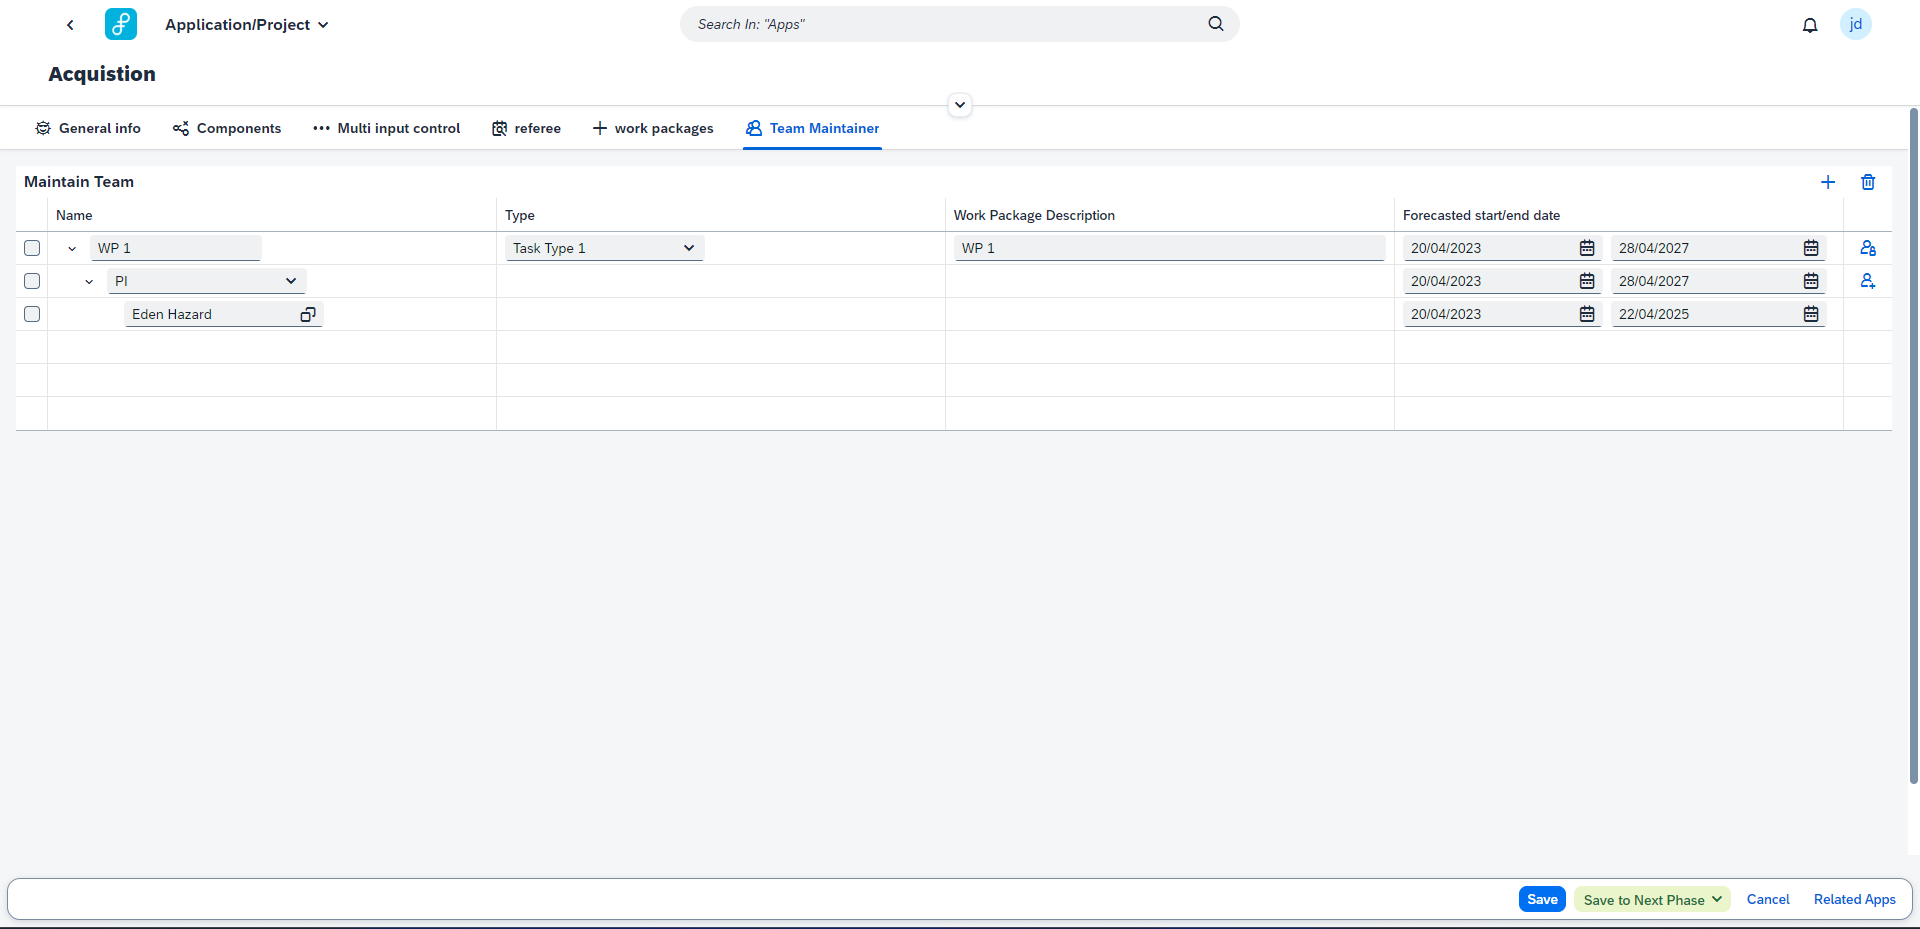 Application/Project
Search In: "Apps"
jd
Acquistion
General info
Components
Multi input control
referee
work packages
Team Maintainer
Maintain Team
Name Type Work Package Description Forecasted start/end date
WP 1 Task Type 1 WP 1 20/04/2023 28/04/2027
PI 20/04/2023 28/04/2027
Eden Hazard 20/04/2023 22/04/2025
Save Save to Next Phase Cancel Related Apps